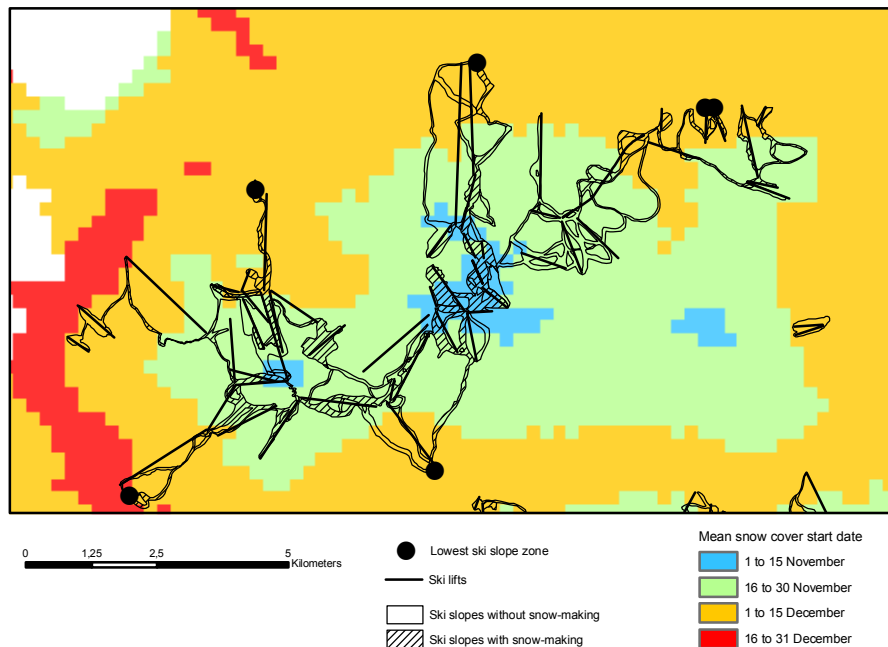 0 1,25 2,5 5
Kilometers
Lowest ski slope zone
Ski lifts
Ski slopes without snow-making
Ski slopes with snow-making
Mean snow cover start date
1 to 15 November
16 to 30 November
1 to 15 December
16 to 31 December